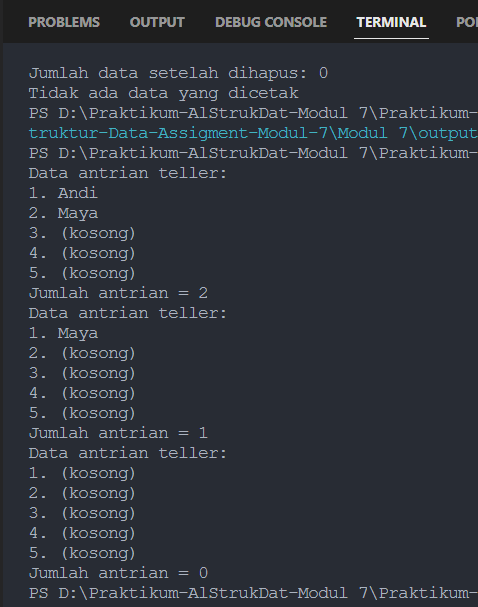 PROBLEMS OUTPUT DEBUG CONSOLE TERMINAL PO
Jumlah data setelah dihapus: 0
Tidak ada data yang dicetak
PS D:\Praktikum-AlStrukDat-Modul 7\Praktikum-
truktur-Data-Assigment-Modul-7\Modul 7\output
PS D:\Praktikum-AlStrukDat-Modul 7\Praktikum-
Data antrian teller:
1. Andi
2. Maya
3. (kosong)
4. (kosong)
5. (kosong)
Jumlah antrian = 2
Data antrian teller:
1. Maya
2. (kosong)
3. (kosong)
4. (kosong)
5. (kosong)
Jumlah antrian = 1
Data antrian teller:
1. (kosong)
2. (kosong)
3. (kosong)
4. (kosong)
5. (kosong)
Jumlah antrian = 0
PS D:\Praktikum-AlStrukDat-Modul 7\Praktikum-